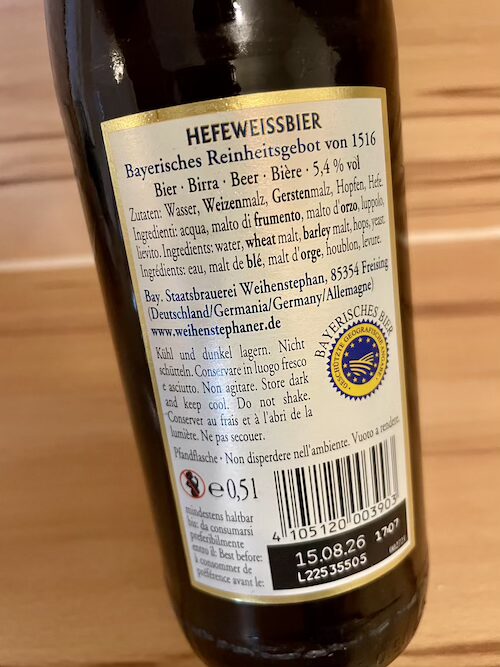 HEFEWEISSBIER
Bayerisches Reinheitsgebot von 1516
Bier · Birra · Beer · Bière · 5,4 % vol
Zutaten: Wasser, Weizenmalz, Gerstenmalz, Hopfen, Hefe.
Ingredienti: acqua, malto di frumento, malto d'orzo, luppolo,
lievito. Ingredients: water, wheat malt, barley malt, hops, yeast.
Ingrédients: eau, malt de blé, malt d'orge, houblon, levure.
Bay. Staatsbrauerei Weihenstephan, 85354 Freising
(Deutschland/Germania/Germany/Allemagne)
www.weihenstephaner.de
Kühl und dunkel lagern. Nicht
schütteln. Conservare in luogo fresco
e asciutto. Non agitare. Store dark
and keep cool. Do not shake.
Conserver au frais et à l'abri de la
lumière. Ne pas secouer.
BAYERISCHES BIER
GESCHÜTZTE GEOGRAFISCHE ANGABE
Pfandflasche · Non disperdere nell'ambiente. Vuoto a rendere.
℮ 0,5 l
4 105120 003903
mindestens haltbar
bis: da consumarsi
preferibilmente
entro il: Best before:
à consommer de
préférence avant le:
15.08.26 1707
L22535505